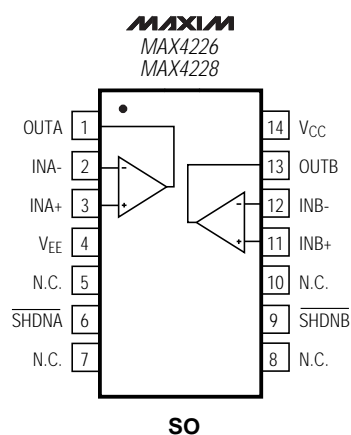 MAXIM
MAX4226
MAX4228
OUTA 1
INA- 2
INA+ 3
VEE 4
N.C. 5
SHDNA 6
N.C. 7
14 VCC
13 OUTB
12 INB-
11 INB+
10 N.C.
9 SHDNB
8 N.C.
-
+
-
+
SO